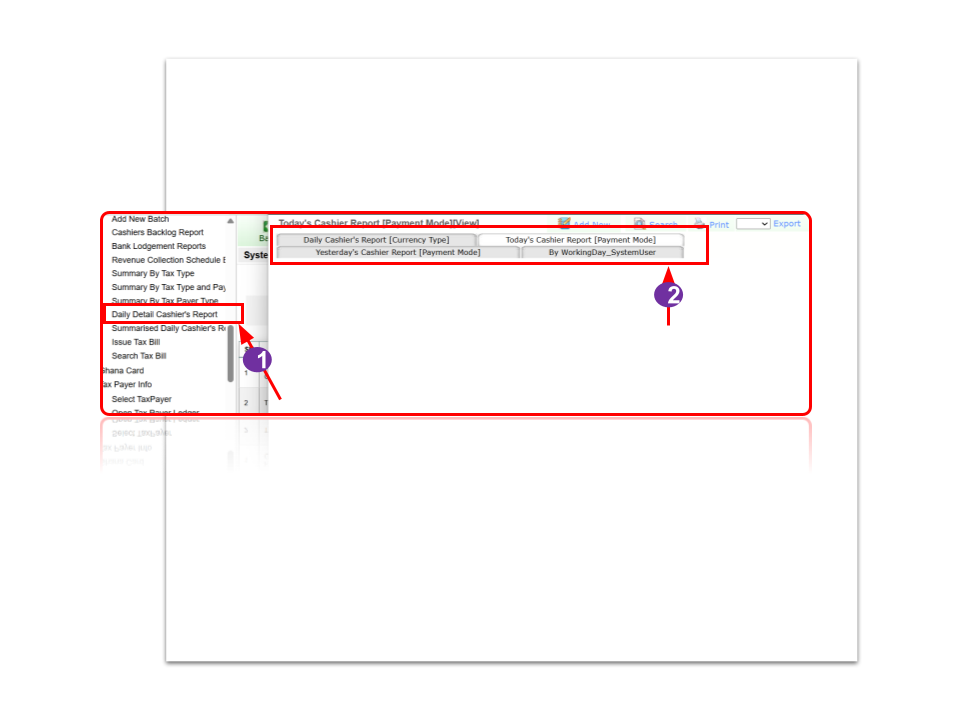 Add New Batch
Cashiers Backlog Report
Bank Lodgement Reports
Revenue Collection Schedule
Summary By Tax Type
Summary By Tax Type and Pay
Summary By Tax Payer Type
Daily Detail Cashier's Report
Summarised Daily Cashier's Re
Issue Tax Bill
Search Tax Bill
Ghana Card
Tax Payer Info
Select TaxPayer
Open Tax Payer Ledger
Ba
Syste
1
2
T
Today's Cashier Report [Payment Mode][View]
Add New
Search
Print
Export
Daily Cashier's Report [Currency Type]
Today's Cashier Report [Payment Mode]
Yesterday's Cashier Report [Payment Mode]
By WorkingDay_SystemUser
1
2